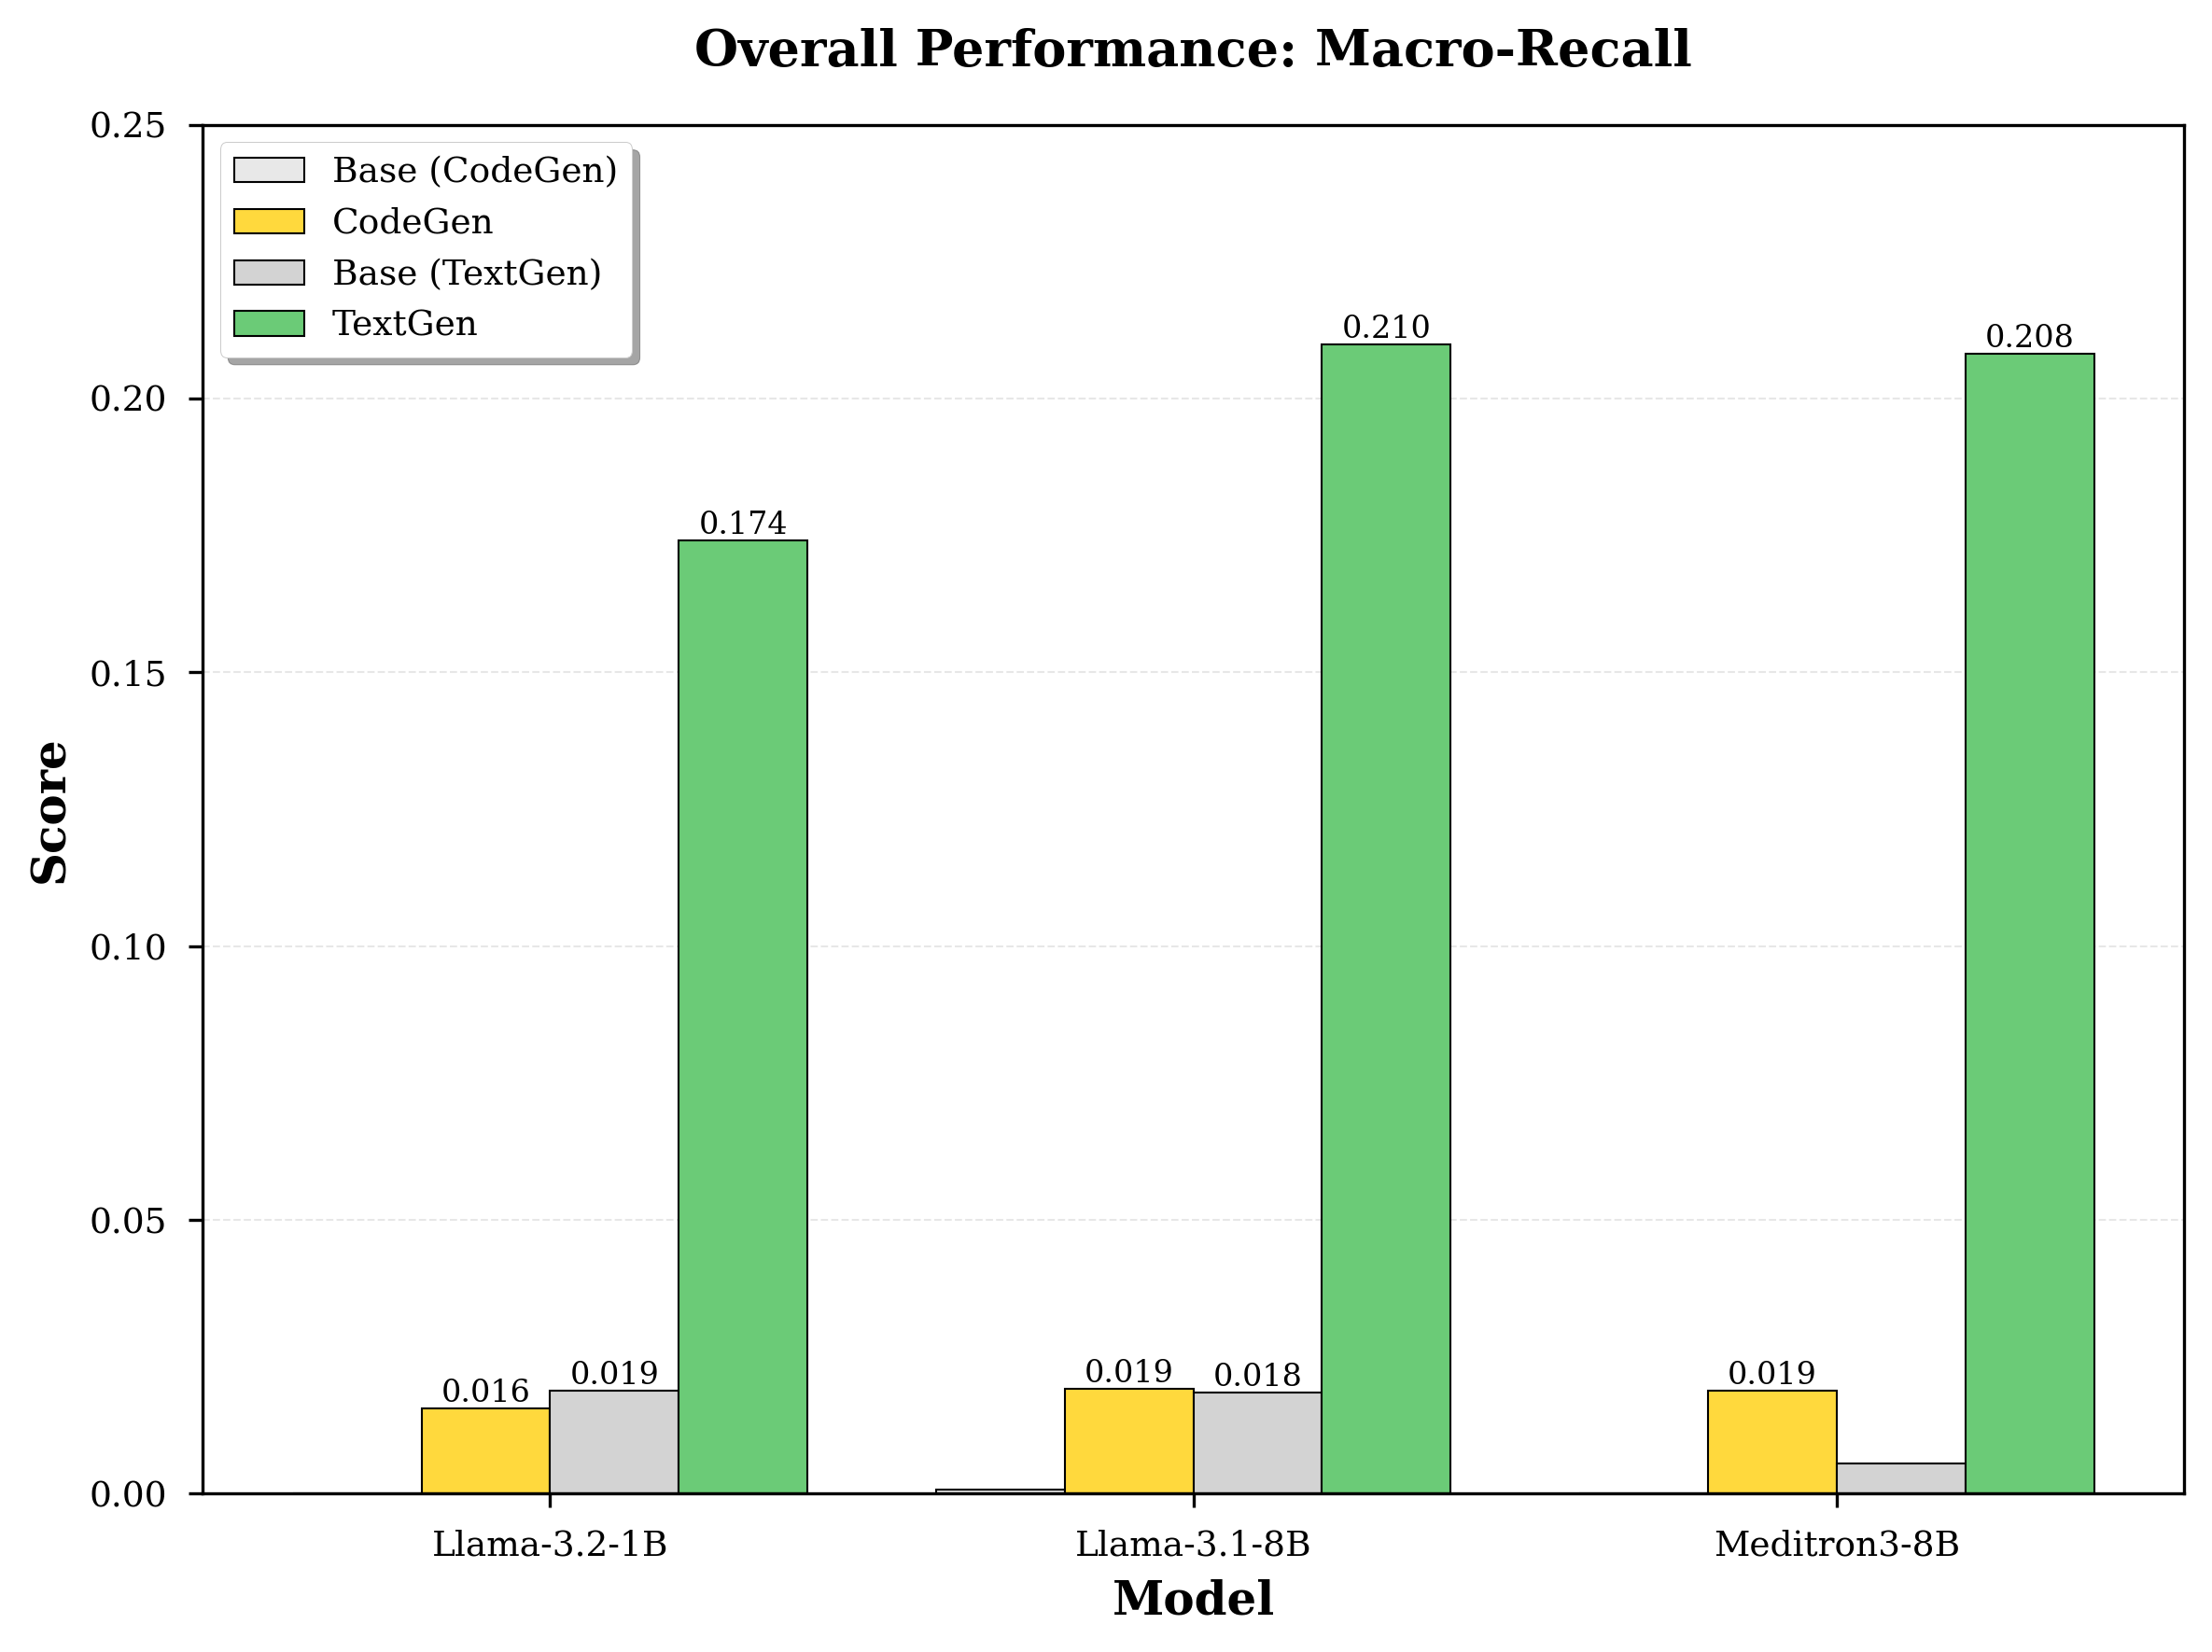 Overall Performance: Macro-Recall
0.25
0.20
0.15
0.10
0.05
0.00
Score
Base (CodeGen)
CodeGen
Base (TextGen)
TextGen
0.016
0.019
0.174
0.019
0.018
0.210
0.019
0.208
Llama-3.2-1B
Llama-3.1-8B
Meditron3-8B
Model